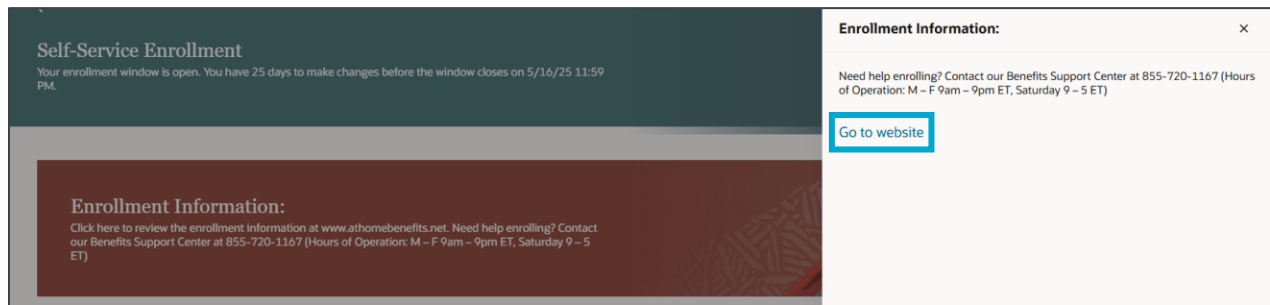 Self-Service Enrollment
Your enrollment window is open. You have 25 days to make changes before the window closes on 5/16/25 11:59
PM.
Enrollment Information:
Click here to review the enrollment information at www.athomebenefits.net. Need help enrolling? Contact
our Benefits Support Center at 855-720-1167 (Hours of Operation: M – F 9am – 9pm ET, Saturday 9 – 5
ET)
Enrollment Information:
Need help enrolling? Contact our Benefits Support Center at 855-720-1167 (Hours
of Operation: M – F 9am – 9pm ET, Saturday 9 – 5 ET)
Go to website